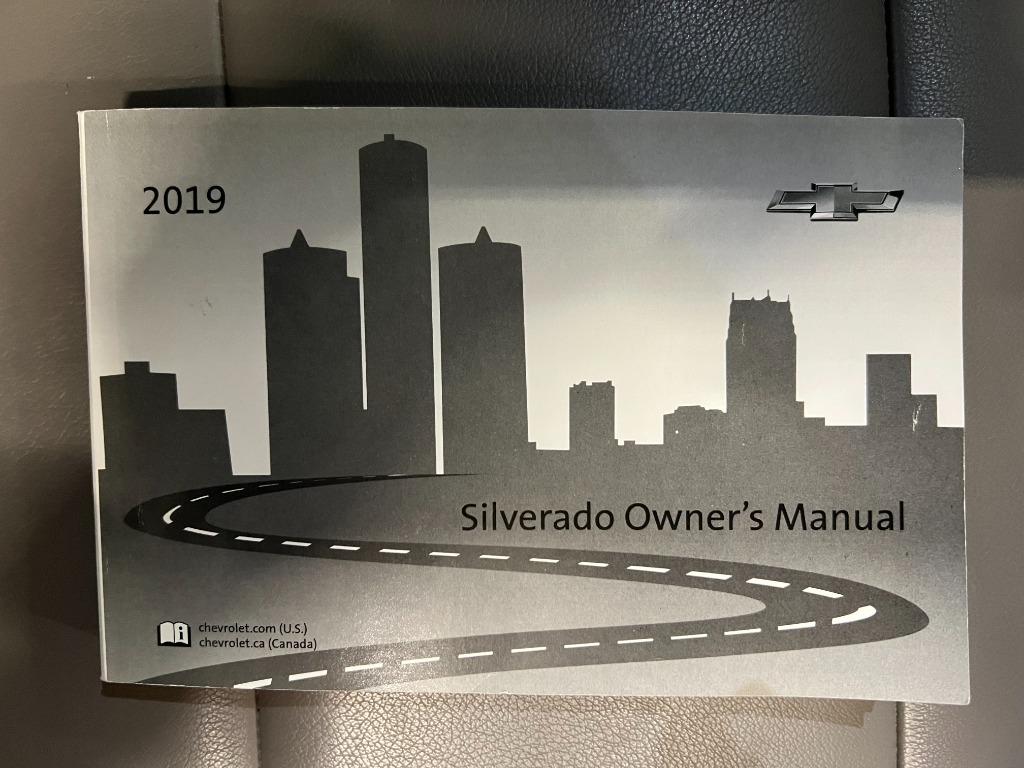 2019
Silverado Owner's Manual
chevrolet.com (U.S.)
chevrolet.ca (Canada)